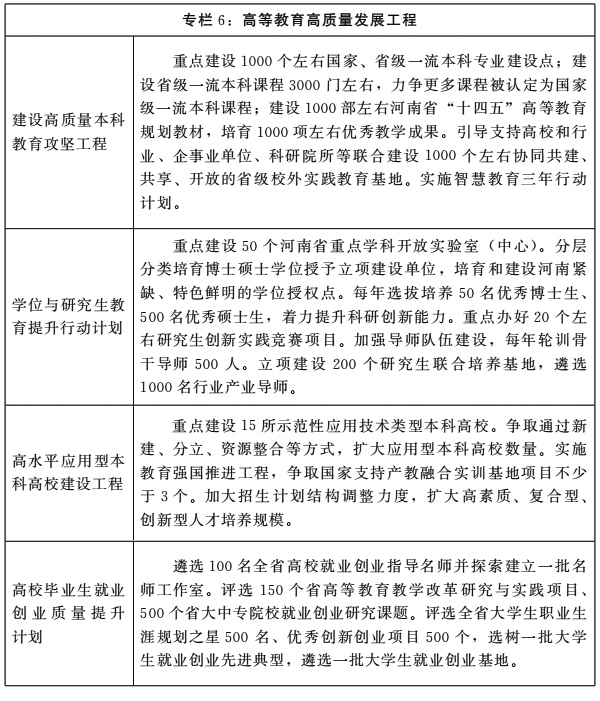 专栏 6：高等教育高质量发展工程
建设高质量本科
教育攻坚工程
重点建设 1000 个左右国家、省级一流本科专业建设点；建
设省级一流本科课程 3000 门左右，力争更多课程被认定为国家
级一流本科课程；建设 1000 部左右河南省“十四五”高等教育
规划教材，培育 1000 项左右优秀教学成果。引导支持高校和行
业、企事业单位、科研院所等联合建设 1000 个左右协同共建、
共享、开放的省级校外实践教育基地。实施智慧教育三年行动
计划。
学位与研究生教
育提升行动计划
重点建设 50 个河南省重点学科开放实验室（中心）。分层
分类培育博士硕士学位授予立项建设单位，培育和建设河南紧
缺、特色鲜明的学位授权点。每年选拔培养 50 名优秀博士生、
500 名优秀硕士生，着力提升科研创新能力。重点办好 20 个左
右研究生创新实践竞赛项目。加强导师队伍建设，每年轮训骨
干导师 500 人。立项建设 200 个研究生联合培养基地，遴选
1000 名行业产业导师。
高水平应用型本
科高校建设工程
重点建设 15 所示范性应用技术类型本科高校。争取通过新
建、分立、资源整合等方式，扩大应用型本科高校数量。实施
教育强国推进工程，争取国家支持产教融合实训基地项目不少
于 3 个。加大招生计划结构调整力度，扩大高素质、复合型、
创新型人才培养规模。
高校毕业生就业
创业质量提升
计划
遴选 100 名全省高校就业创业指导名师并探索建立一批名
师工作室。评选 150 个省高等教育教学改革研究与实践项目、
500 个省大中专院校就业创业研究课题。评选全省大学生职业生
涯规划之星 500 名、优秀创新创业项目 500 个，选树一批大学
生就业创业先进典型，遴选一批大学生就业创业基地。